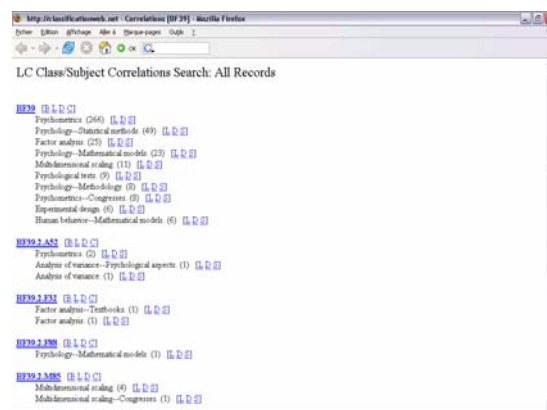 http://classificationweb.net - Correlations [BF39] - Mozilla Firefox
Fichier Edition Affichage Aller à Marque-pages Outils ?
LC Class/Subject Correlations Search: All Records
BF39 [B L D C]
Psychometrics. (266) [L D S]
Psychology--Statistical methods. (49) [L D S]
Factor analysis. (25) [L D S]
Psychology--Mathematical models. (23) [L D S]
Multidimensional scaling. (11) [L D S]
Psychological tests. (9) [L D S]
Psychology--Methodology. (8) [L D S]
Psychometrics--Congresses. (8) [L D S]
Experimental design. (6) [L D S]
Human behavior--Mathematical models. (6) [L D S]
BF39.2.A52 [B L D C]
Psychometrics. (2) [L D S]
Analysis of variance--Psychological aspects. (1) [L D S]
Analysis of variance. (1) [L D S]
BF39.2.F32 [B L D C]
Factor analysis--Textbooks. (1) [L D S]
Factor analysis. (1) [L D S]
BF39.2.F88 [B L D C]
Psychology--Mathematical models. (1) [L D S]
BF39.2.M85 [B L D C]
Multidimensional scaling. (4) [L D S]
Multidimensional scaling--Congresses. (1) [L D S]